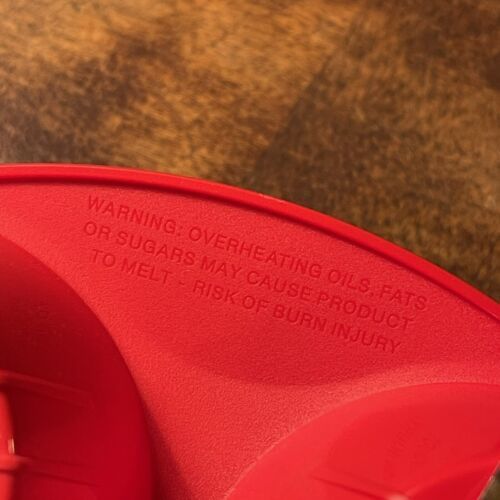 WARNING: OVERHEATING OILS, FATS
OR SUGARS MAY CAUSE PRODUCT
TO MELT - RISK OF BURN INJURY